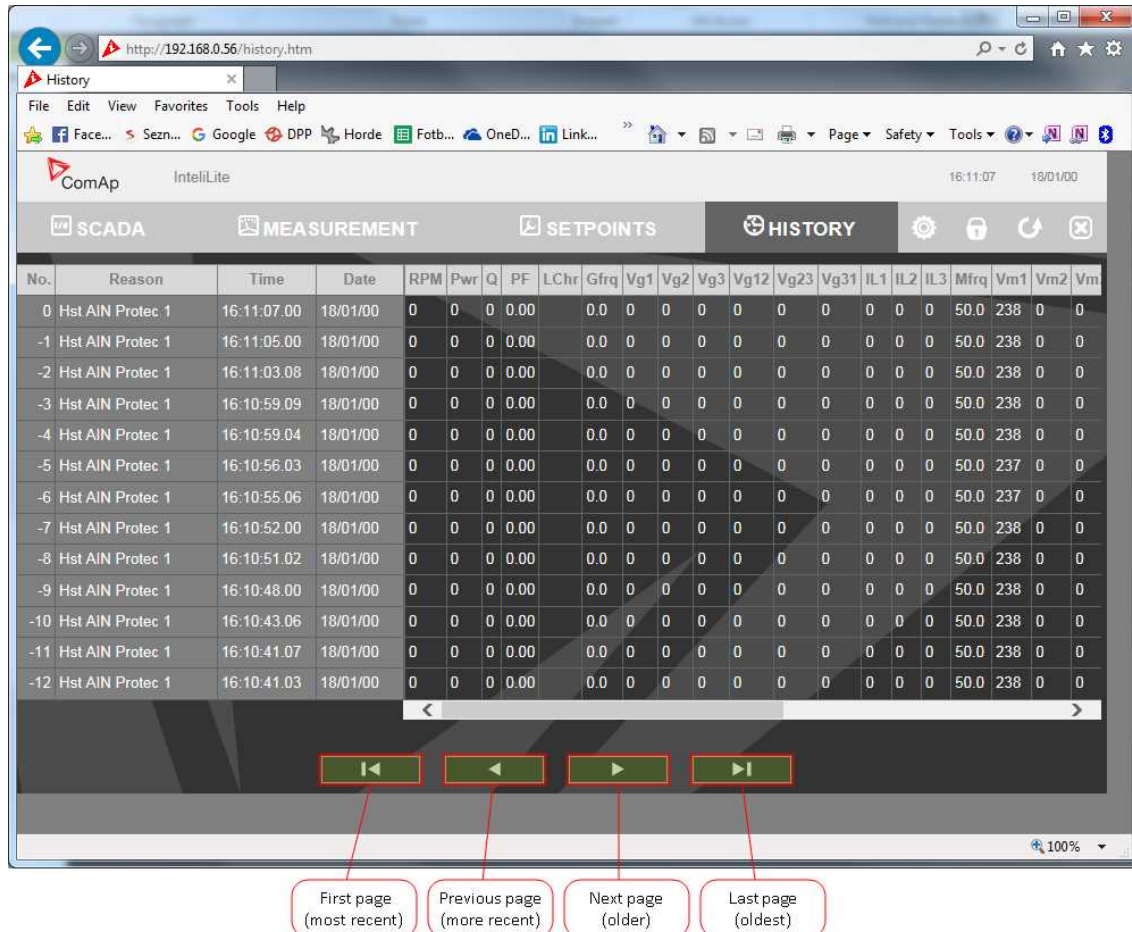 http://192.168.0.56/history.htm
History
File Edit View Favorites Tools Help
Face... Sezn... Google DPP Horde Fotb... OneD... Link... Page Safety Tools
ComAp InteliLite 16:11:07 18/01/00
SCADA MEASUREMENT SETPOINTS HISTORY
No. Reason Time Date RPM Pwr Q PF LChr Gfrq Vg1 Vg2 Vg3 Vg12 Vg23 Vg31 IL1 IL2 IL3 Mfrq Vm1 Vm2 Vm
0 Hst AIN Protec 1 16:11:07.00 18/01/00 0 0 0 0.00 0.0 0 0 0 0 0 0 0 0 0 50.0 238 0 0
-1 Hst AIN Protec 1 16:11:05.00 18/01/00 0 0 0 0.00 0.0 0 0 0 0 0 0 0 0 0 50.0 238 0 0
-2 Hst AIN Protec 1 16:11:03.08 18/01/00 0 0 0 0.00 0.0 0 0 0 0 0 0 0 0 0 50.0 238 0 0
-3 Hst AIN Protec 1 16:10:59.09 18/01/00 0 0 0 0.00 0.0 0 0 0 0 0 0 0 0 0 50.0 238 0 0
-4 Hst AIN Protec 1 16:10:59.04 18/01/00 0 0 0 0.00 0.0 0 0 0 0 0 0 0 0 0 50.0 238 0 0
-5 Hst AIN Protec 1 16:10:56.03 18/01/00 0 0 0 0.00 0.0 0 0 0 0 0 0 0 0 0 50.0 237 0 0
-6 Hst AIN Protec 1 16:10:55.06 18/01/00 0 0 0 0.00 0.0 0 0 0 0 0 0 0 0 0 50.0 237 0 0
-7 Hst AIN Protec 1 16:10:52.00 18/01/00 0 0 0 0.00 0.0 0 0 0 0 0 0 0 0 0 50.0 238 0 0
-8 Hst AIN Protec 1 16:10:51.02 18/01/00 0 0 0 0.00 0.0 0 0 0 0 0 0 0 0 0 50.0 238 0 0
-9 Hst AIN Protec 1 16:10:48.00 18/01/00 0 0 0 0.00 0.0 0 0 0 0 0 0 0 0 0 50.0 238 0 0
-10 Hst AIN Protec 1 16:10:43.06 18/01/00 0 0 0 0.00 0.0 0 0 0 0 0 0 0 0 0 50.0 238 0 0
-11 Hst AIN Protec 1 16:10:41.07 18/01/00 0 0 0 0.00 0.0 0 0 0 0 0 0 0 0 0 50.0 238 0 0
-12 Hst AIN Protec 1 16:10:41.03 18/01/00 0 0 0 0.00 0.0 0 0 0 0 0 0 0 0 0 50.0 238 0 0
100%
First page
(most recent)
Previous page
(more recent)
Next page
(older)
Last page
(oldest)